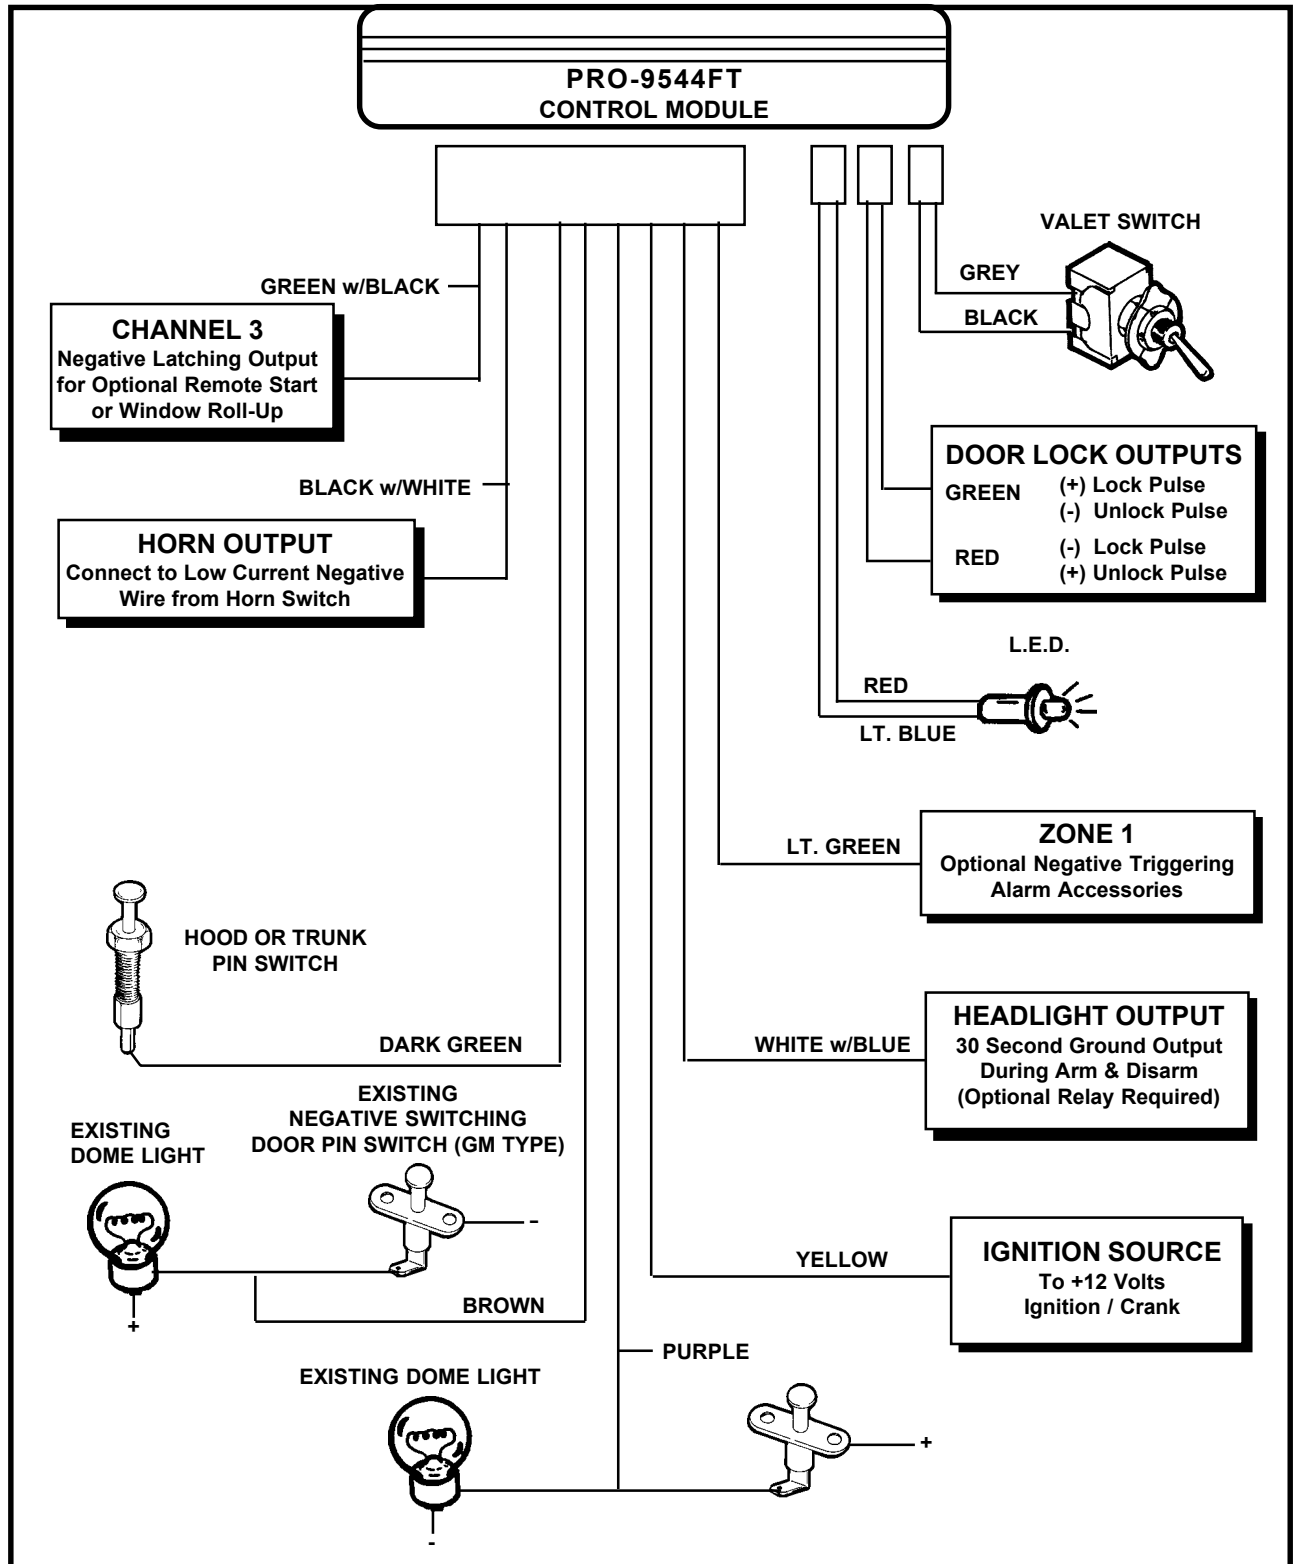 PRO-9544FT
CONTROL MODULE
VALET SWITCH
GREY
BLACK
GREEN w/BLACK
CHANNEL 3
Negative Latching Output
for Optional Remote Start
or Window Roll-Up
BLACK w/WHITE
HORN OUTPUT
Connect to Low Current Negative
Wire from Horn Switch
DOOR LOCK OUTPUTS
GREEN
(+) Lock Pulse
(-) Unlock Pulse
RED
(-) Lock Pulse
(+) Unlock Pulse
L.E.D.
RED
LT. BLUE
LT. GREEN
ZONE 1
Optional Negative Triggering
Alarm Accessories
HOOD OR TRUNK
PIN SWITCH
DARK GREEN
WHITE w/BLUE
HEADLIGHT OUTPUT
30 Second Ground Output
During Arm & Disarm
(Optional Relay Required)
EXISTING
NEGATIVE SWITCHING
DOOR PIN SWITCH (GM TYPE)
EXISTING
DOME LIGHT
-
+
BROWN
YELLOW
IGNITION SOURCE
To +12 Volts
Ignition / Crank
PURPLE
EXISTING DOME LIGHT
+
-